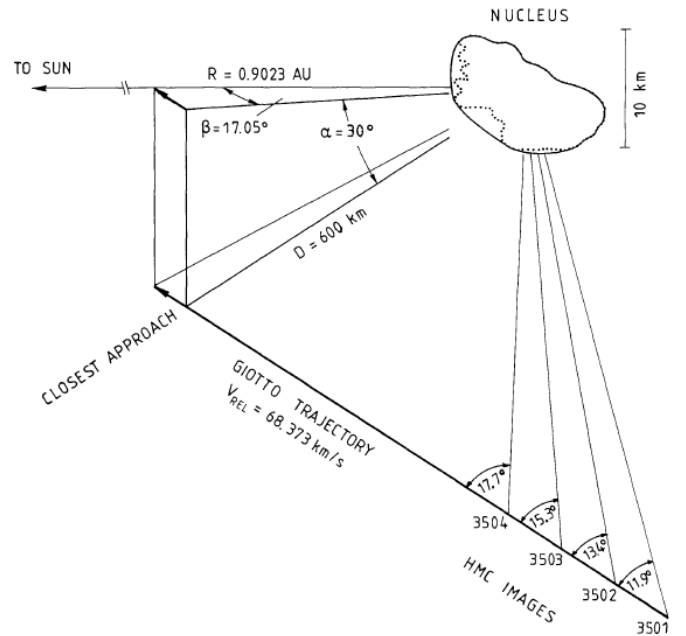 NUCLEUS
TO SUN
R = 0.9023 AU
β=17.05°
α=30°
10 km
D = 600 km
CLOSEST APPROACH
GIOTTO TRAJECTORY
V_REL = 68.373 km/s
17.7°
15.3°
13.4°
11.9°
3504
3503
3502
3501
HMC IMAGES